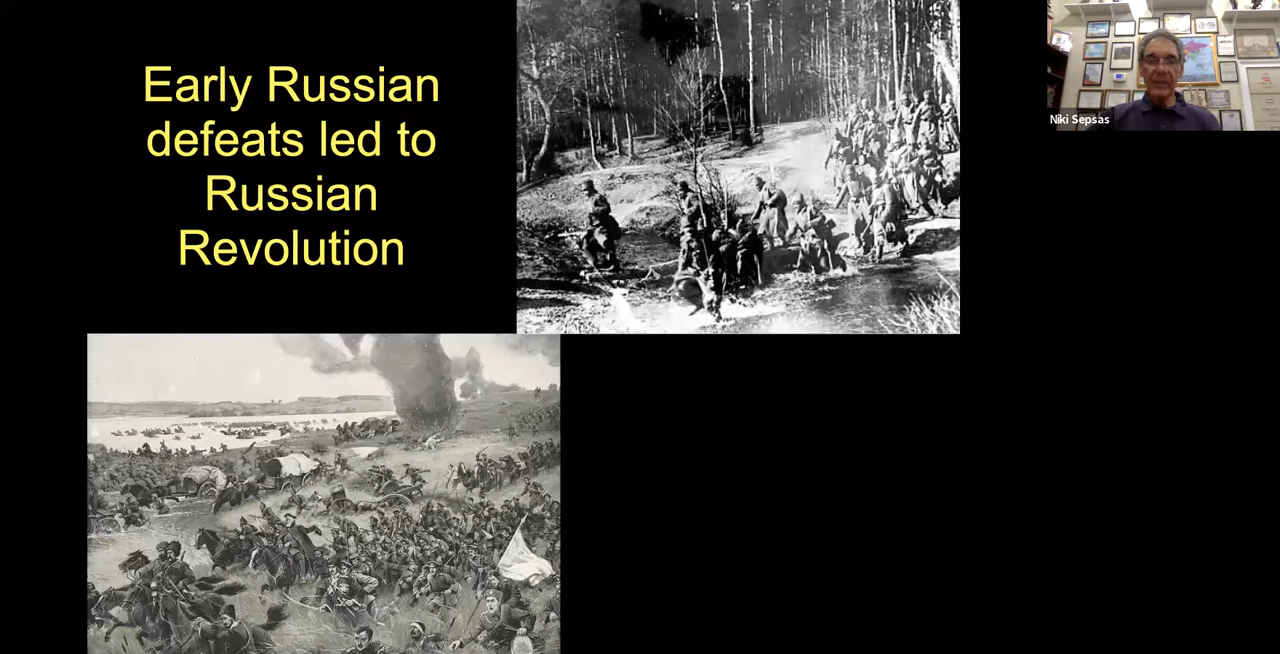 Early Russian
defeats led to
Russian
Revolution
Niki Sepsas